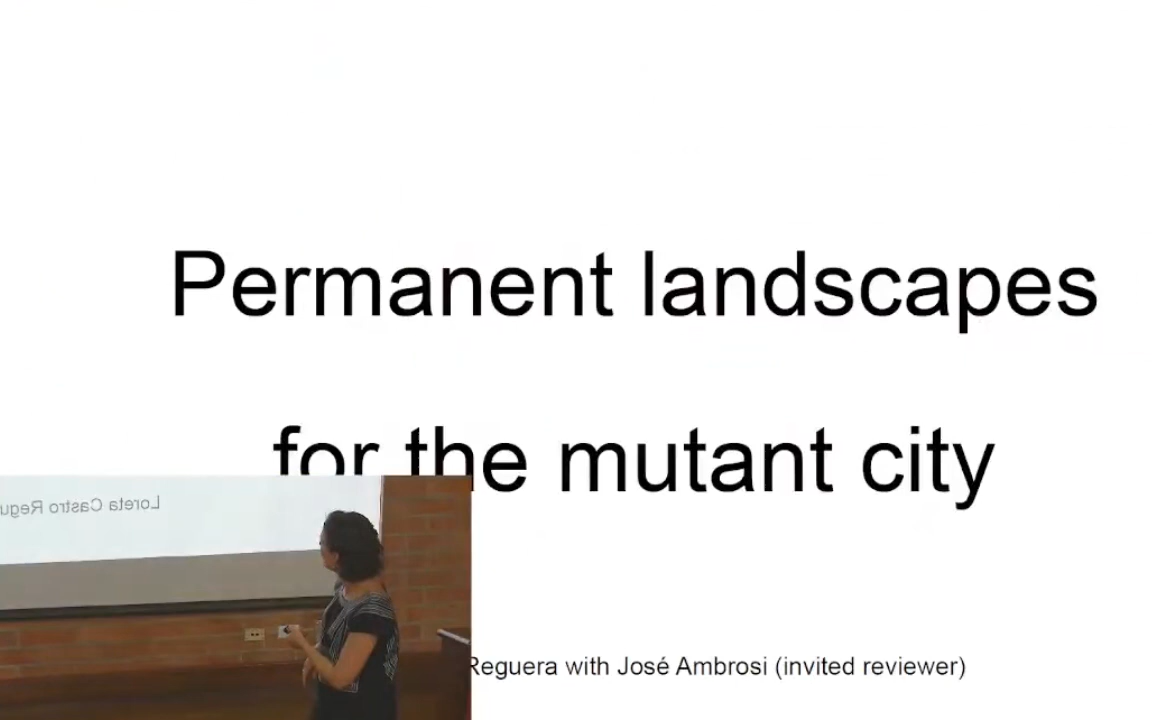 Permanent landscapes
for the mutant city
Loreta Castro Regu
Reguera with José Ambrosi (invited reviewer)